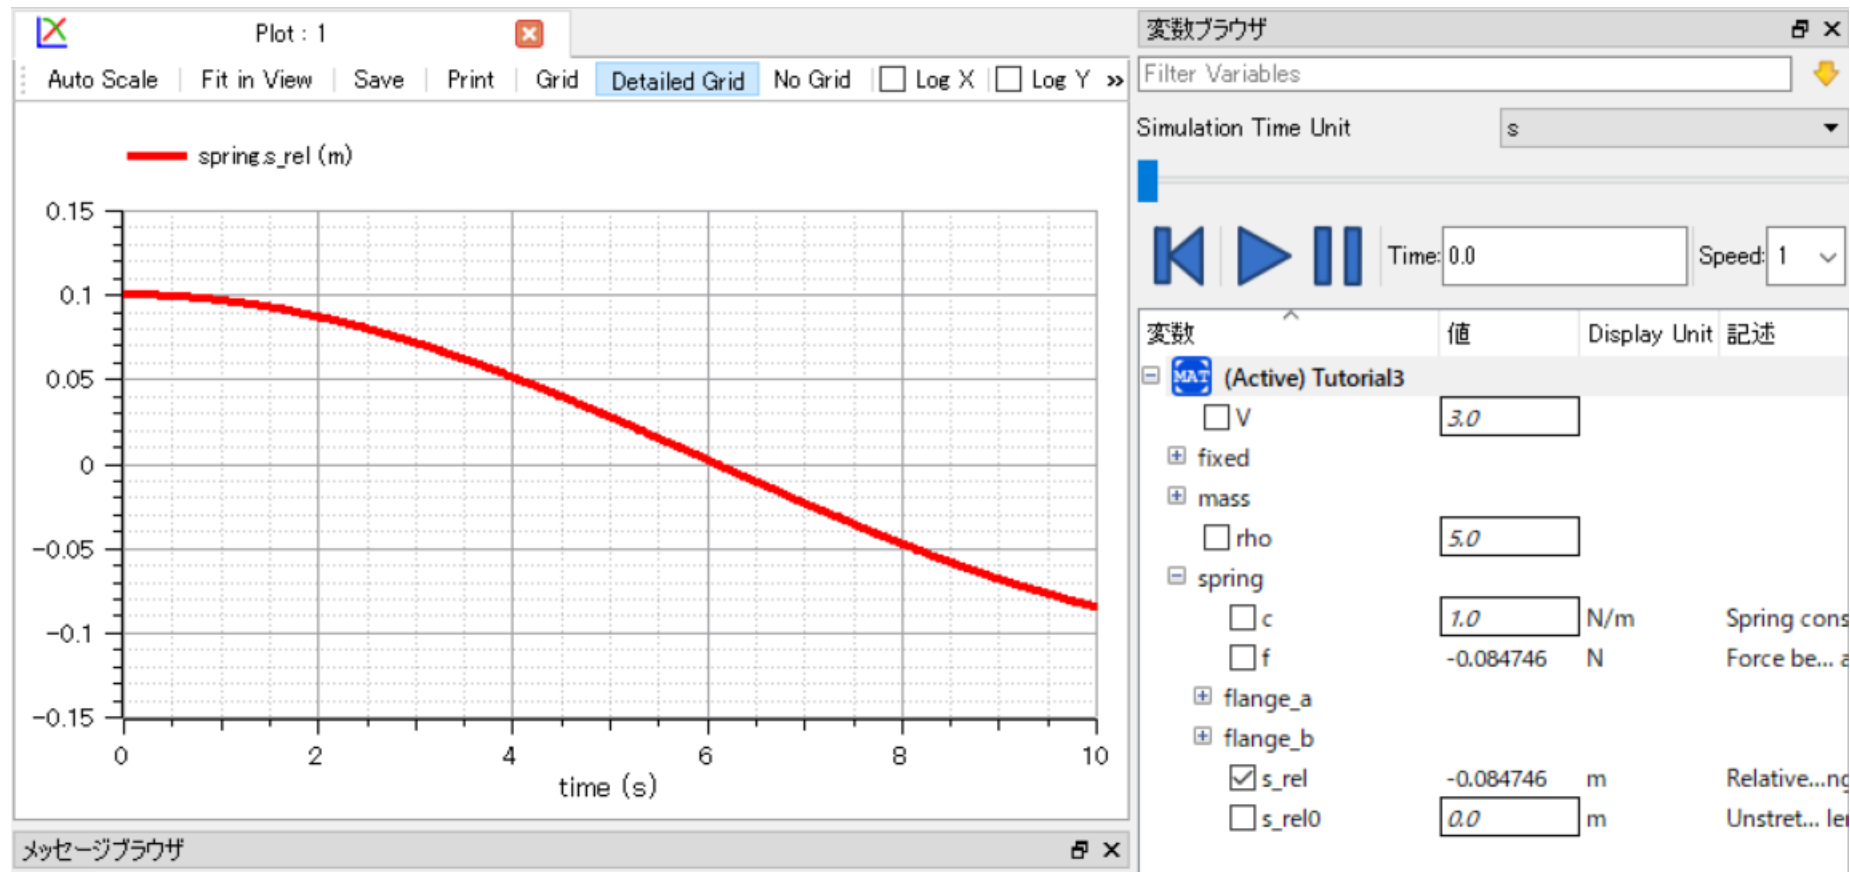 Plot : 1
Auto Scale Fit in View Save Print Grid Detailed Grid No Grid Log X Log Y »
spring.s_rel (m)
0.15
0.1
0.05
0
-0.05
-0.1
-0.15
0 2 4 6 8 10
time (s)
メッセージブラウザ
変数ブラウザ
Filter Variables
Simulation Time Unit s
Time: 0.0 Speed: 1
変数 値 Display Unit 記述
MAT (Active) Tutorial3
V 3.0
fixed
mass
rho 5.0
spring
c 1.0 N/m Spring cons
f -0.084746 N Force be... a
flange_a
flange_b
s_rel -0.084746 m Relative...ng
s_rel0 0.0 m Unstret... ler